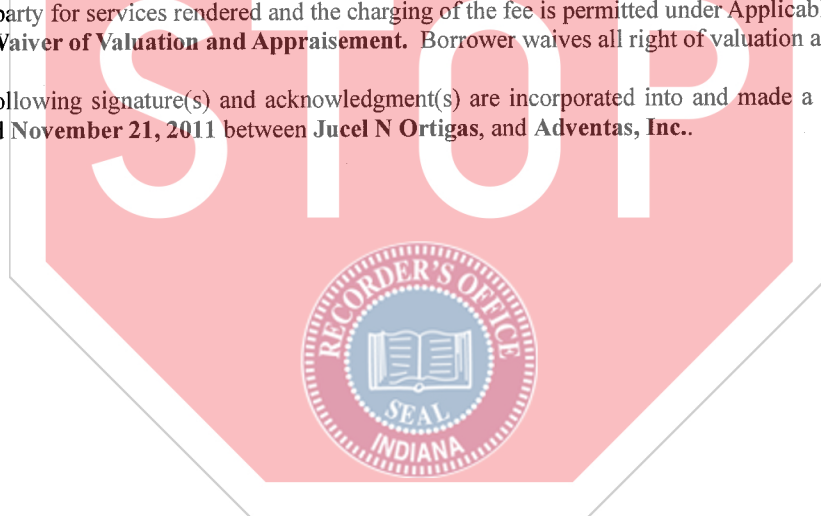 party for services rendered and the charging of the fee is permitted under Applicab
Waiver of Valuation and Appraisement. Borrower waives all right of valuation a
ollowing signature(s) and acknowledgment(s) are incorporated into and made a
November 21, 2011 between Jucel N Ortigas, and Adventas, Inc..
STOP
RECORDER'S OFFICE
SEAL
INDIANA